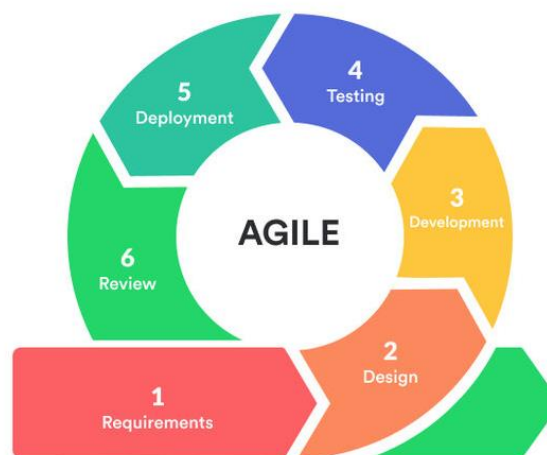 AGILE
1
Requirements
2
Design
3
Development
4
Testing
5
Deployment
6
Review